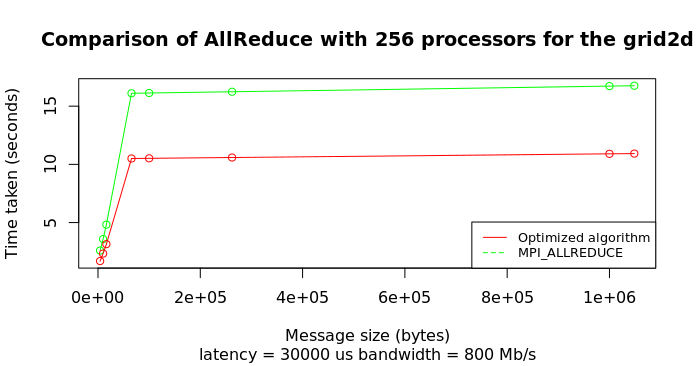 Comparison of AllReduce with 256 processors for the grid2d
Time taken (seconds)
15
10
5
Optimized algorithm
MPI_ALLREDUCE
0e+00 2e+05 4e+05 6e+05 8e+05 1e+06
Message size (bytes)
latency = 30000 us bandwidth = 800 Mb/s